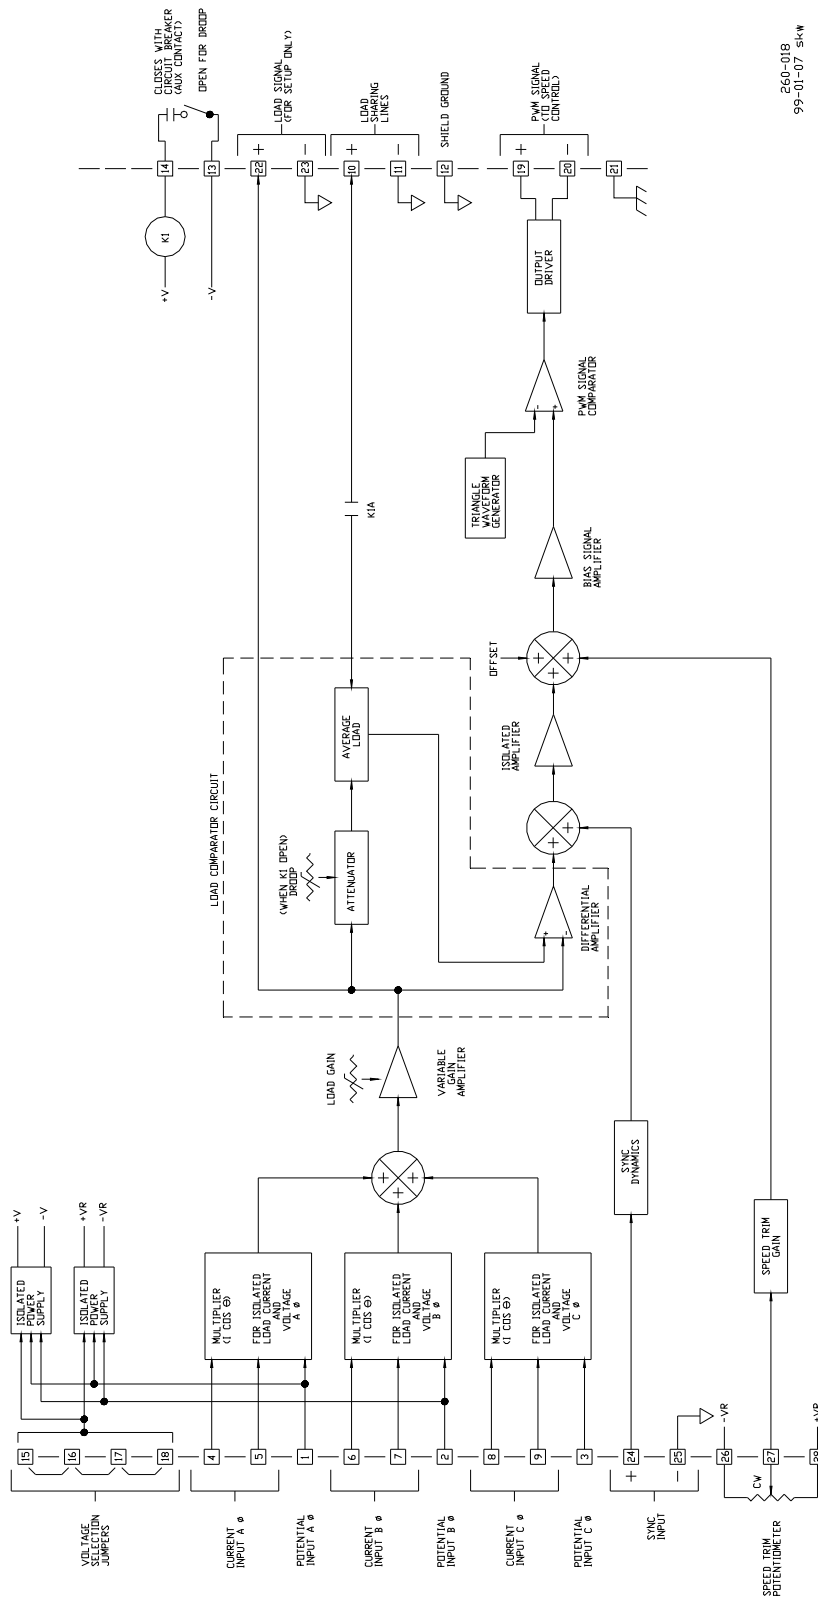 CLOSES WITH
CIRCUIT BREAKER
(AUX CONTACT)
OPEN FOR DROOP
LOAD SIGNAL
(FOR SETUP ONLY)
LOAD
SHARING
LINES
SHIELD GROUND
PWM SIGNAL
(TO SPEED
CONTROL)
260-018
99-01-07 skw
14
13
22
+
23
-
10
+
11
-
12
19
+
20
-
21
K1
+V
-V
OUTPUT
DRIVER
PWM SIGNAL
COMPARATOR
-
+
TRIANGLE
WAVEFORM
GENERATOR
K1A
BIAS SIGNAL
AMPLIFIER
OFFSET
+
+
+
ISOLATED
AMPLIFIER
+
+
LOAD COMPARATOR CIRCUIT
AVERAGE
LOAD
(WHEN K1 OPEN)
DROOP
ATTENUATOR
+
-
DIFFERENTIAL
AMPLIFIER
LOAD GAIN
VARIABLE
GAIN
AMPLIFIER
+
+
+
SYNC
DYNAMICS
SPEED TRIM
GAIN
+V
-V
+VR
-VR
ISOLATED
POWER
SUPPLY
ISOLATED
POWER
SUPPLY
MULTIPLIER
(I COS Θ)
FOR ISOLATED
LOAD CURRENT
AND
VOLTAGE
A ø
MULTIPLIER
(I COS Θ)
FOR ISOLATED
LOAD CURRENT
AND
VOLTAGE
B ø
MULTIPLIER
(I COS Θ)
FOR ISOLATED
LOAD CURRENT
AND
VOLTAGE
C ø
15
16
17
18
4
5
1
6
7
2
8
9
3
24
+
25
-
-VR
26
27
28
+VR
CW
VOLTAGE
SELECTION
JUMPERS
CURRENT
INPUT A ø
POTENTIAL
INPUT A ø
CURRENT
INPUT B ø
POTENTIAL
INPUT B ø
CURRENT
INPUT C ø
POTENTIAL
INPUT C ø
SYNC
INPUT
SPEED TRIM
POTENTIOMETER